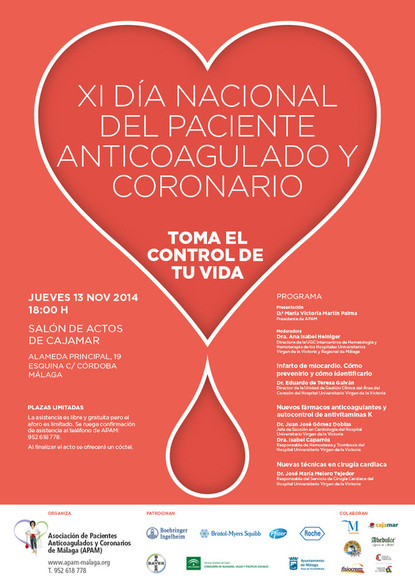 XI DÍA NACIONAL
DEL PACIENTE
ANTICOAGULADO Y
CORONARIO
TOMA EL
CONTROL DE
TU VIDA
JUEVES 13 NOV 2014
18:00 H
SALÓN DE ACTOS
DE CAJAMAR
ALAMEDA PRINCIPAL, 19
ESQUINA C/ CÓRDOBA
MÁLAGA
PLAZAS LIMITADAS
La asistencia es libre y gratuita pero el
aforo es limitado. Se ruega confirmación
de asistencia al teléfono de APAM:
952 618 778.
Al finalizar el acto se ofrecerá un cóctel.
PROGRAMA
Presentación
D.ª María Victoria Martín Palma
Presidenta de APAM
Moderadora
Dra. Ana Isabel Heiniger
Directora de la UGC Intercentros de Hematología y
Hemoterapia de los Hospitales Universitarios
Virgen de la Victoria y Regional de Málaga
Infarto de miocardio. Cómo
prevenirlo y cómo identificarlo
Dr. Eduardo de Teresa Galván
Director de la Unidad de Gestión Clínica del Área del
Corazón del Hospital Universitario Virgen de la Victoria
Nuevos fármacos anticoagulantes y
autocontrol de antivitaminas K
Dr. Juan José Gómez Doblas
Jefe de Sección en Cardiología del Hospital
Universitario Virgen de la Victoria
Dra. Isabel Caparrós
Responsable de Hemostasia y Trombosis del
Hospital Universitario Virgen de la Victoria
Nuevas técnicas en cirugía cardiaca
Dr. José María Melero Tejedor
Responsable del Servicio de Cirugía Cardiaca del
Hospital Universitario Virgen de la Victoria
ORGANIZA
Asociación de Pacientes
Anticoagulados y Coronarios
de Málaga (APAM)
www.apam-malaga.org
T. 952 618 778
PATROCINAN
Boehringer
Ingelheim
Bristol-Myers Squibb
Pfizer
Roche
BAYER
Ayuntamiento
de Málaga
COLABORAN
M
cajamar
fisiocrem